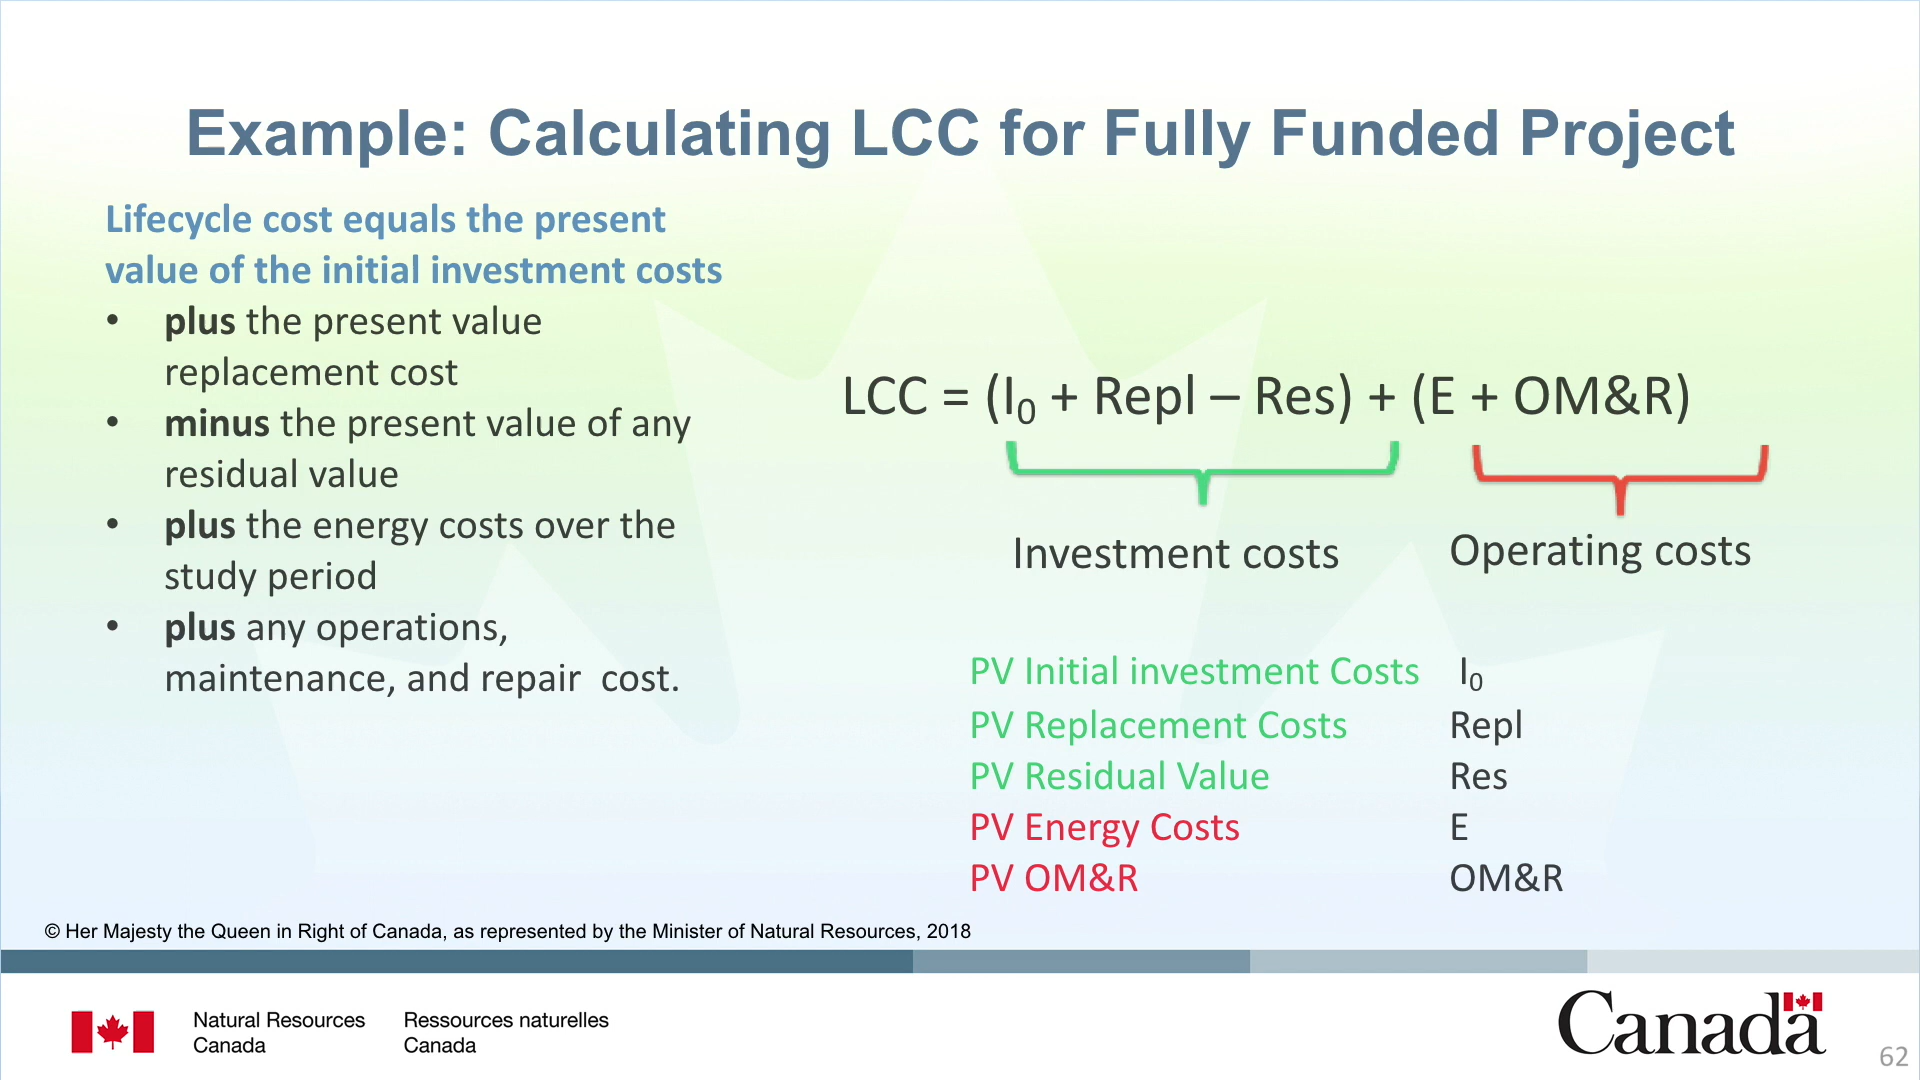 Example: Calculating LCC for Fully Funded Project
Lifecycle cost equals the present
value of the initial investment costs
• plus the present value
replacement cost
• minus the present value of any
residual value
• plus the energy costs over the
study period
• plus any operations,
maintenance, and repair  cost.
LCC = (I₀ + Repl – Res) + (E + OM&R)
Investment costs
Operating costs
PV Initial investment Costs I₀
PV Replacement Costs Repl
PV Residual Value Res
PV Energy Costs E
PV OM&R OM&R
© Her Majesty the Queen in Right of Canada, as represented by the Minister of Natural Resources, 2018
Natural Resources
Canada
Ressources naturelles
Canada
Canada
62